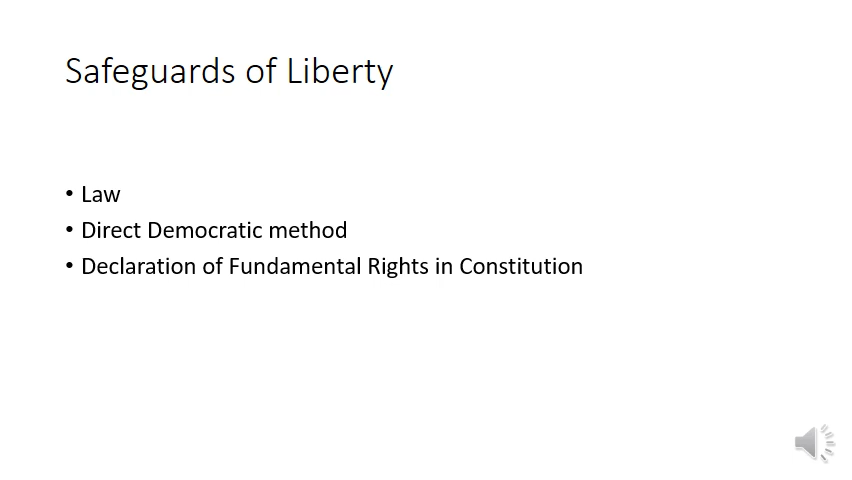 Safeguards of Liberty
• Law
• Direct Democratic method
• Declaration of Fundamental Rights in Constitution